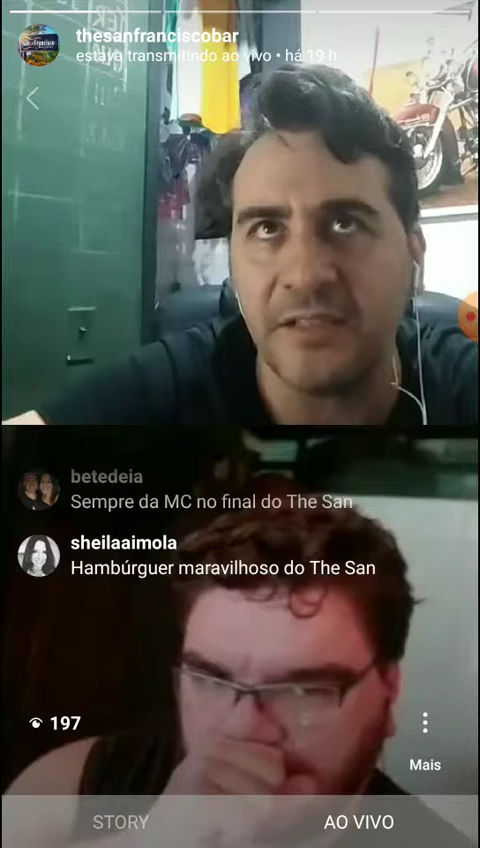 thesanfranciscobar
estava transmitindo ao vivo • há 19 h
betedeia
Sempre da MC no final do The San
sheilaaimola
Hambúrguer maravilhoso do The San
197
Mais
STORY
AO VIVO